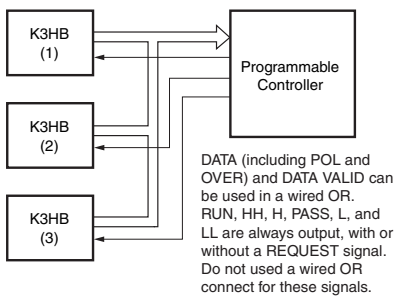 K3HB
(1)
Programmable
Controller
K3HB
(2)
K3HB
(3)
DATA (including POL and
OVER) and DATA VALID can
be used in a wired OR.
RUN, HH, H, PASS, L, and
LL are always output, with or
without a REQUEST signal.
Do not used a wired OR
connect for these signals.